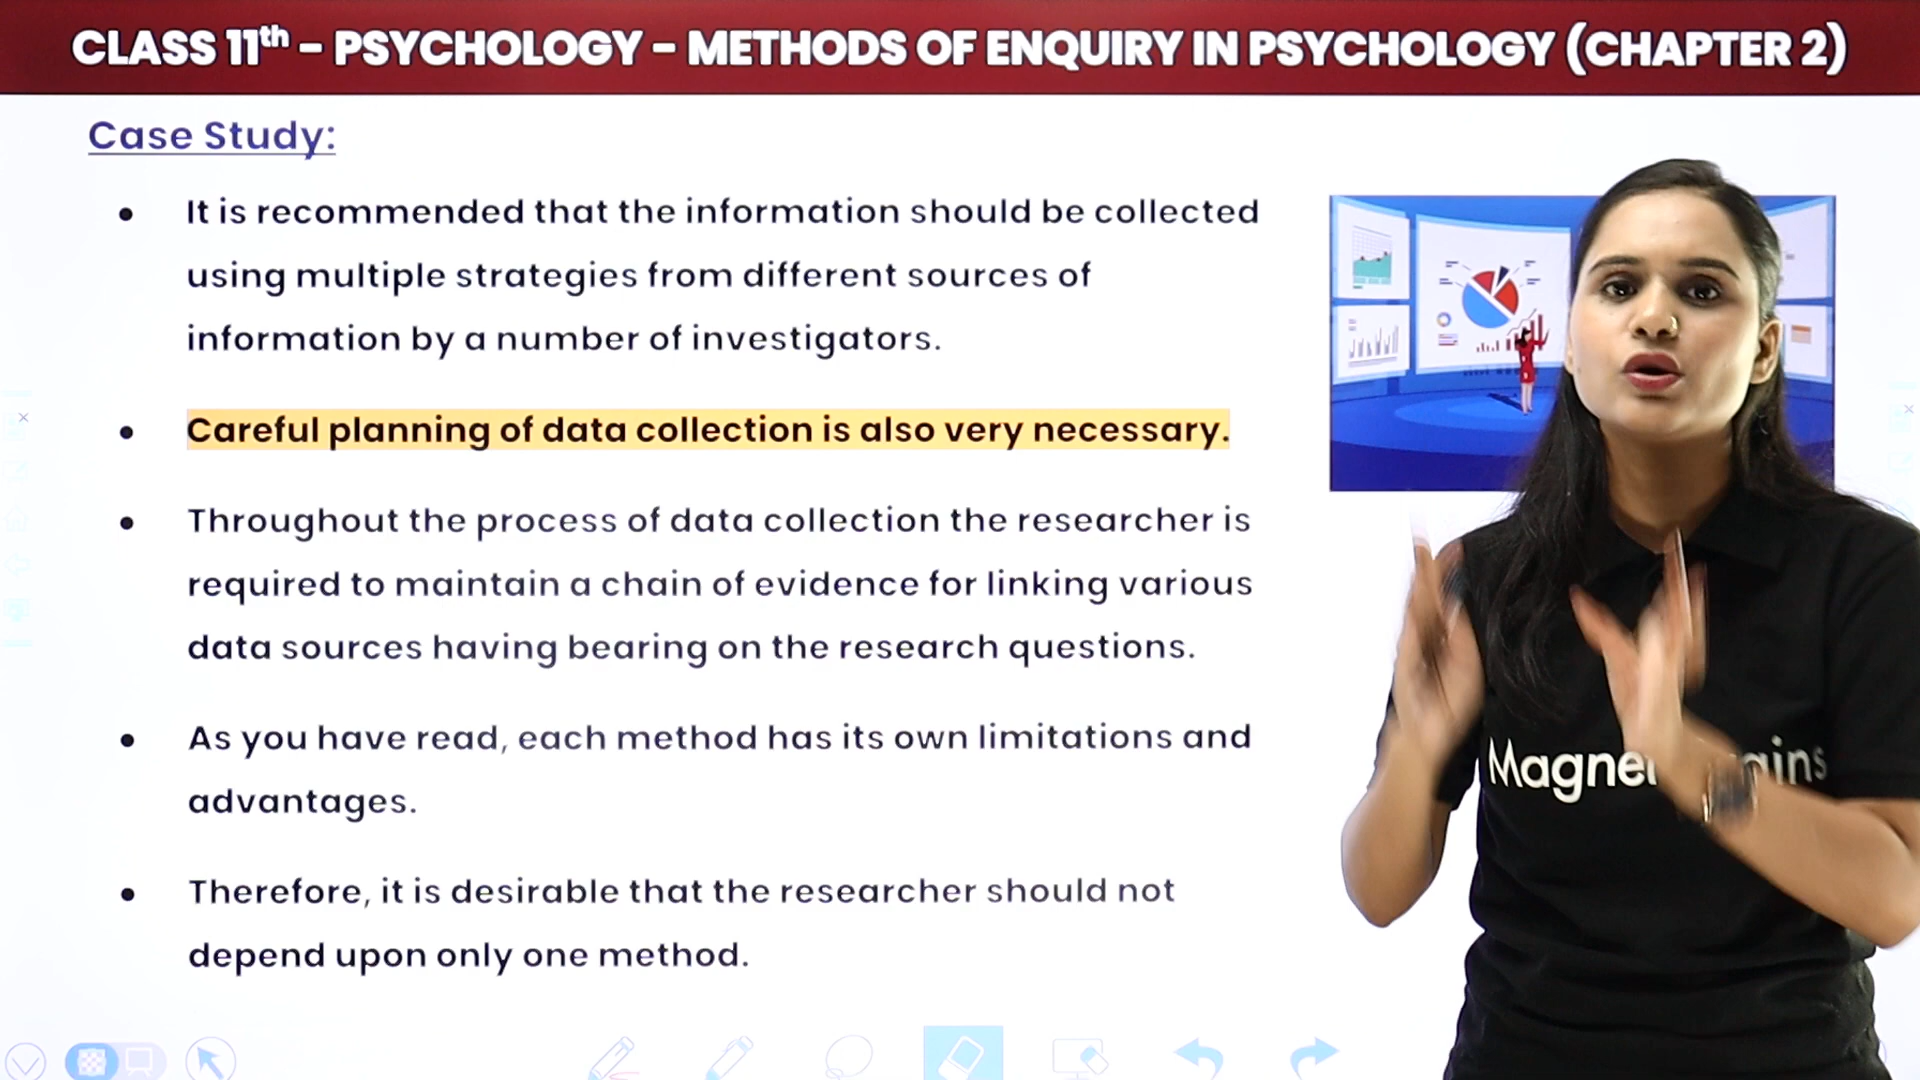 CLASS 11th – PSYCHOLOGY – METHODS OF ENQUIRY IN PSYCHOLOGY (CHAPTER 2)
Case Study:
• It is recommended that the information should be collected
using multiple strategies from different sources of
information by a number of investigators.
• Careful planning of data collection is also very necessary.
• Throughout the process of data collection the researcher is
required to maintain a chain of evidence for linking various
data sources having bearing on the research questions.
• As you have read, each method has its own limitations and
advantages.
• Therefore, it is desirable that the researcher should not
depend upon only one method.